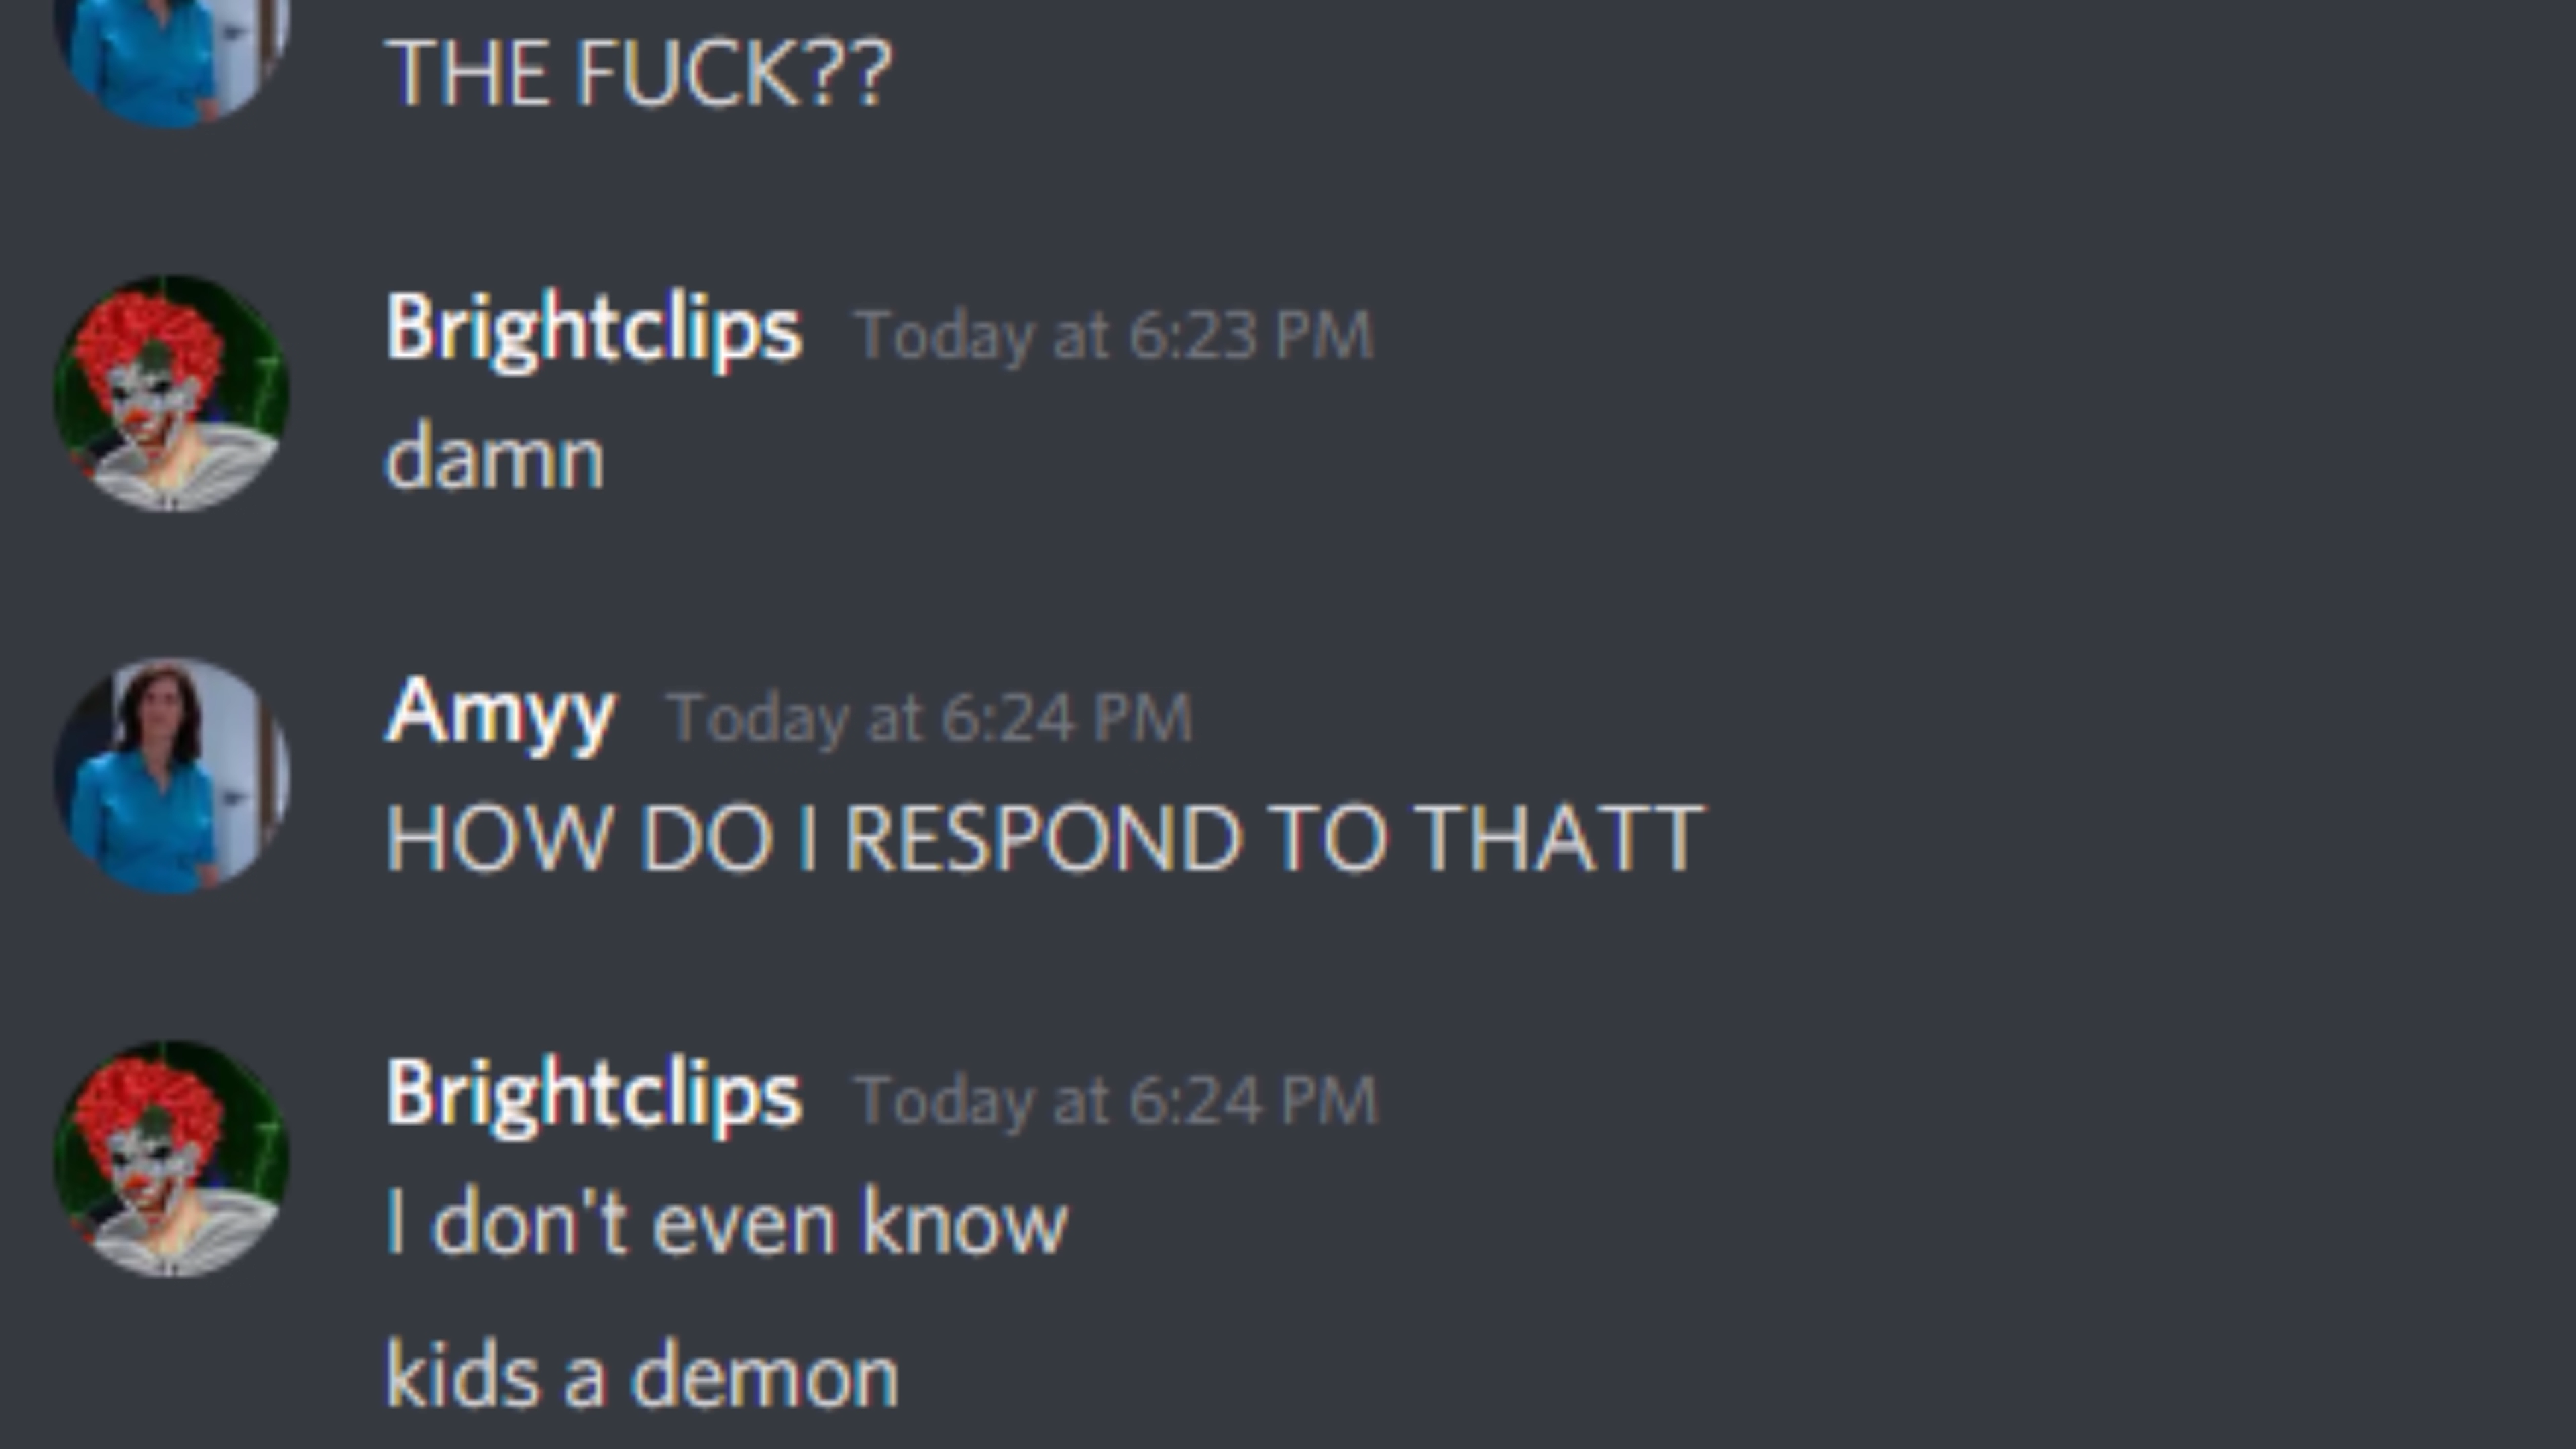 THE FUCK??
Brightclips Today at 6:23 PM
damn
Amyy Today at 6:24 PM
HOW DO I RESPOND TO THATT
Brightclips Today at 6:24 PM
I don't even know
kids a demon